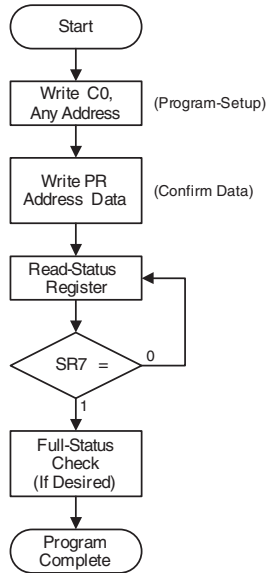 Start
Write C0,
Any Address
(Program-Setup)
Write PR
Address Data
(Confirm Data)
Read-Status
Register
SR7 =
0
1
Full-Status
Check
(If Desired)
Program
Complete